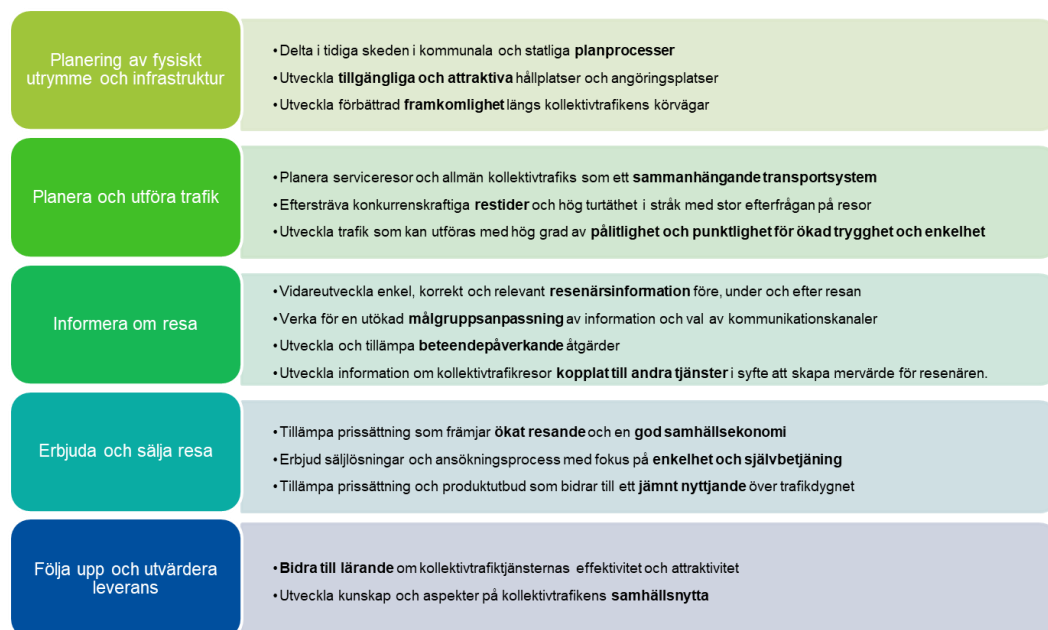 Planering av fysiskt
utrymme och infrastruktur
• Delta i tidiga skeden i kommunala och statliga planprocesser
• Utveckla tillgängliga och attraktiva hållplatser och angöringsplatser
• Utveckla förbättrad framkomlighet längs kollektivtrafikens körvägar
Planera och utföra trafik
• Planera serviceresor och allmän kollektivtrafiks som ett sammanhängande transportsystem
• Eftersträva konkurrenskraftiga restider och hög turtäthet i stråk med stor efterfrågan på resor
• Utveckla trafik som kan utföras med hög grad av pålitlighet och punktlighet för ökad trygghet och enkelhet
Informera om resa
• Vidareutveckla enkel, korrekt och relevant resenärsinformation före, under och efter resan
• Verka för en utökad målgruppsanpassning av information och val av kommunikationskanaler
• Utveckla och tillämpa beteendepåverkande åtgärder
• Utveckla information om kollektivtrafikresor kopplat till andra tjänster i syfte att skapa mervärde för resenären.
Erbjuda och sälja resa
• Tillämpa prissättning som främjar ökat resande och en god samhällsekonomi
• Erbjud säljlösningar och ansökningsprocess med fokus på enkelhet och självbetjäning
• Tillämpa prissättning och produktutbud som bidrar till ett jämnt nyttjande över trafikdygnet
Följa upp och utvärdera
leverans
• Bidra till lärande om kollektivtrafiktjänsternas effektivitet och attraktivitet
• Utveckla kunskap och aspekter på kollektivtrafikens samhällsnytta